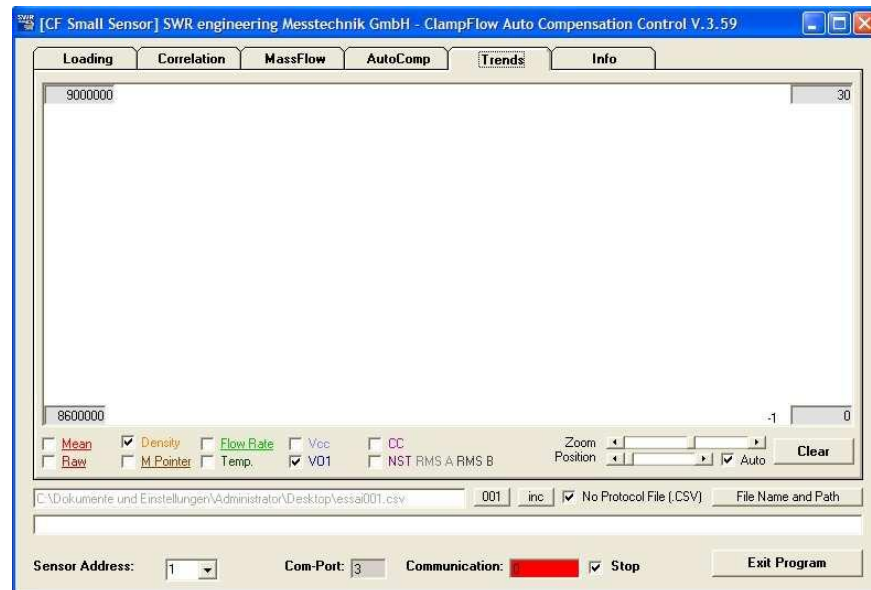 [CF Small Sensor] SWR engineering Messtechnik GmbH - ClampFlow Auto Compensation Control V.3.59
Loading Correlation MassFlow AutoComp Trends Info
9000000 30
8600000 -1 0
Mean Density Flow Rate Vcc CC Zoom
Raw M Pointer Temp. V01 NST RMS A RMS B Position Auto Clear
C:\Dokumente und Einstellungen\Administrator\Desktop\essai001.csv 001 inc No Protocol File (.CSV) File Name and Path
Sensor Address: 1 Com-Port: 3 Communication: 0 Stop Exit Program